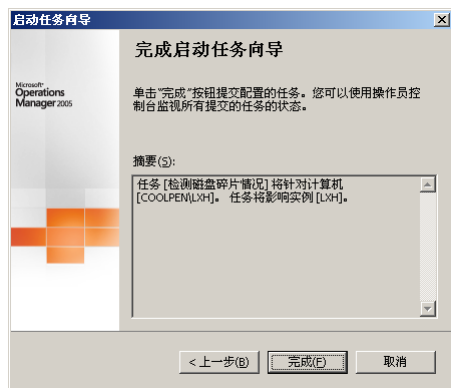 启动任务向导
Microsoft
Operations
Manager 2005
完成启动任务向导
单击“完成”按钮提交配置的任务。您可以使用操作员控
制台监视所有提交的任务的状态。
摘要(S):
任务 [检测磁盘碎片情况] 将针对计算机
[COOLPEN\LXH]。 任务将影响实例 [LXH]。
< 上一步(B)
完成(F)
取消